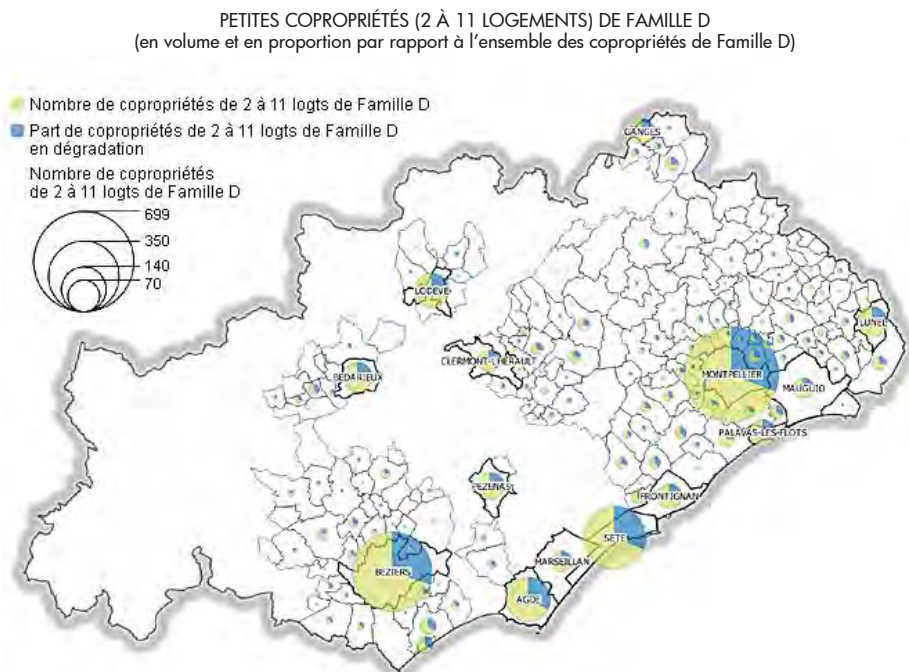 PETITES COPROPRIÉTÉS (2 À 11 LOGEMENTS) DE FAMILLE D
(en volume et en proportion par rapport à l'ensemble des copropriétés de Famille D)
Nombre de copropriétés de 2 à 11 logts de Famille D
Part de copropriétés de 2 à 11 logts de Famille D
en dégradation
Nombre de copropriétés
de 2 à 11 logts de Famille D
699
350
140
70
GANGES
LODEVE
LUNEL
CLERMONT-L'HERAULT
BEDARIEUX
MONTPELLIER
MAUGUIO
PALAVAS-LES-FLOTS
PEZENAS
FRONTIGNAN
SETE
MARSEILLAN
BEZIERS
AGDE